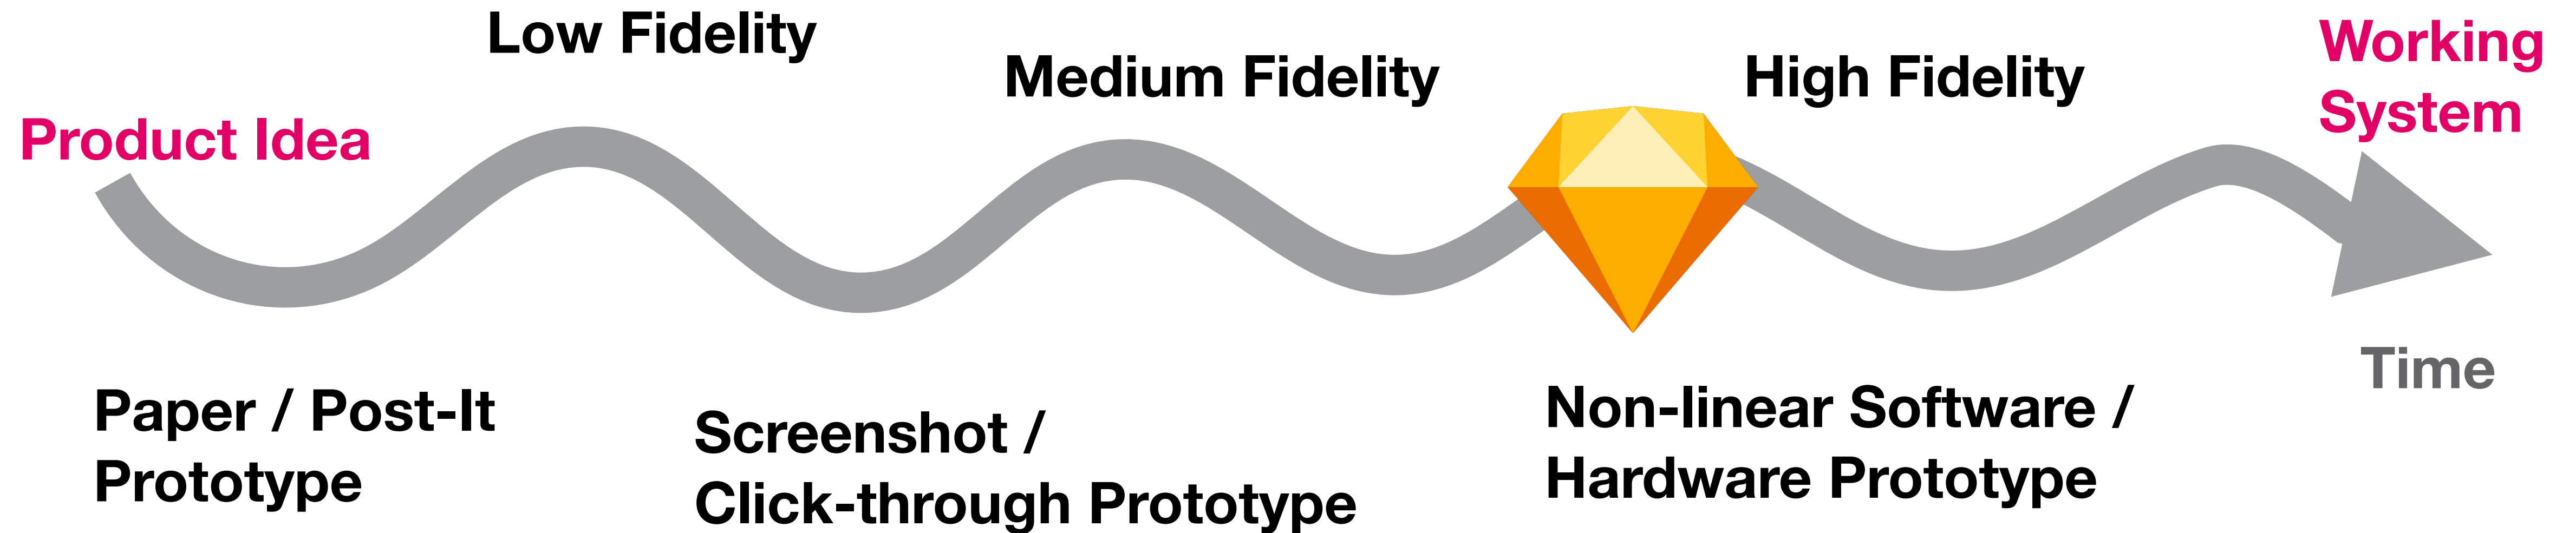 Low Fidelity
Medium Fidelity
High Fidelity
Working
System
Product Idea
Time
Paper / Post-It
Prototype
Screenshot /
Click-through Prototype
Non-linear Software /
Hardware Prototype